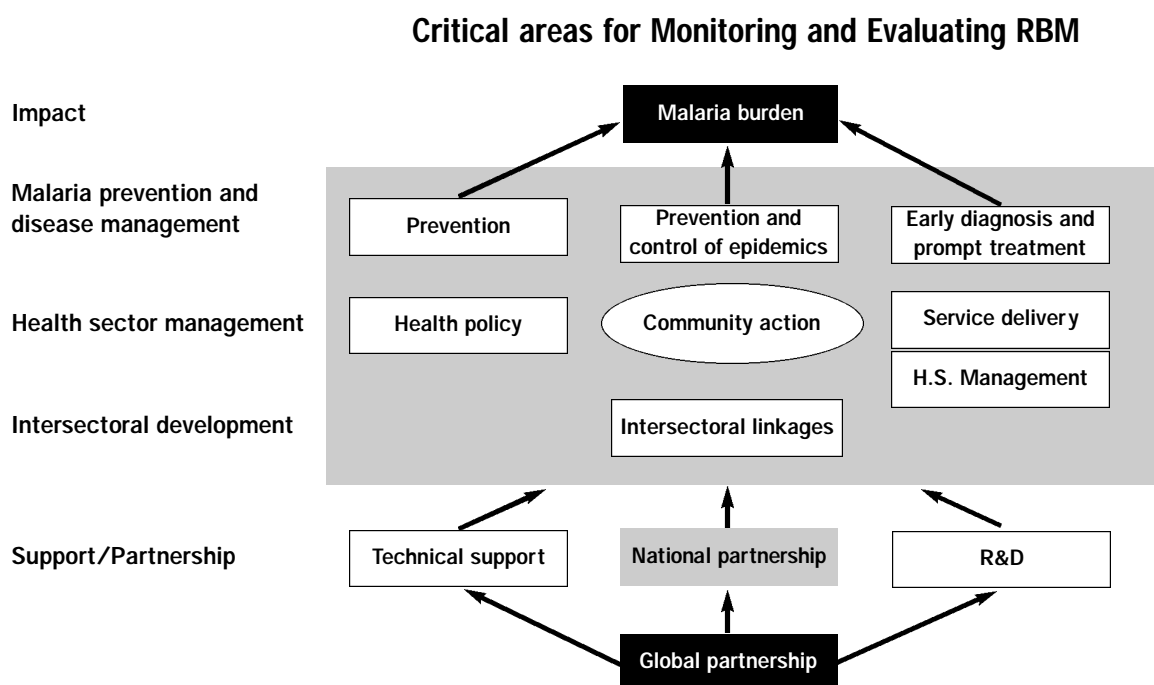 Critical areas for Monitoring and Evaluating RBM
Impact
Malaria burden
Malaria prevention and
disease management
Prevention
Prevention and
control of epidemics
Early diagnosis and
prompt treatment
Health sector management
Health policy
Community action
Service delivery
H.S. Management
Intersectoral development
Intersectoral linkages
Support/Partnership
Technical support
National partnership
R&D
Global partnership